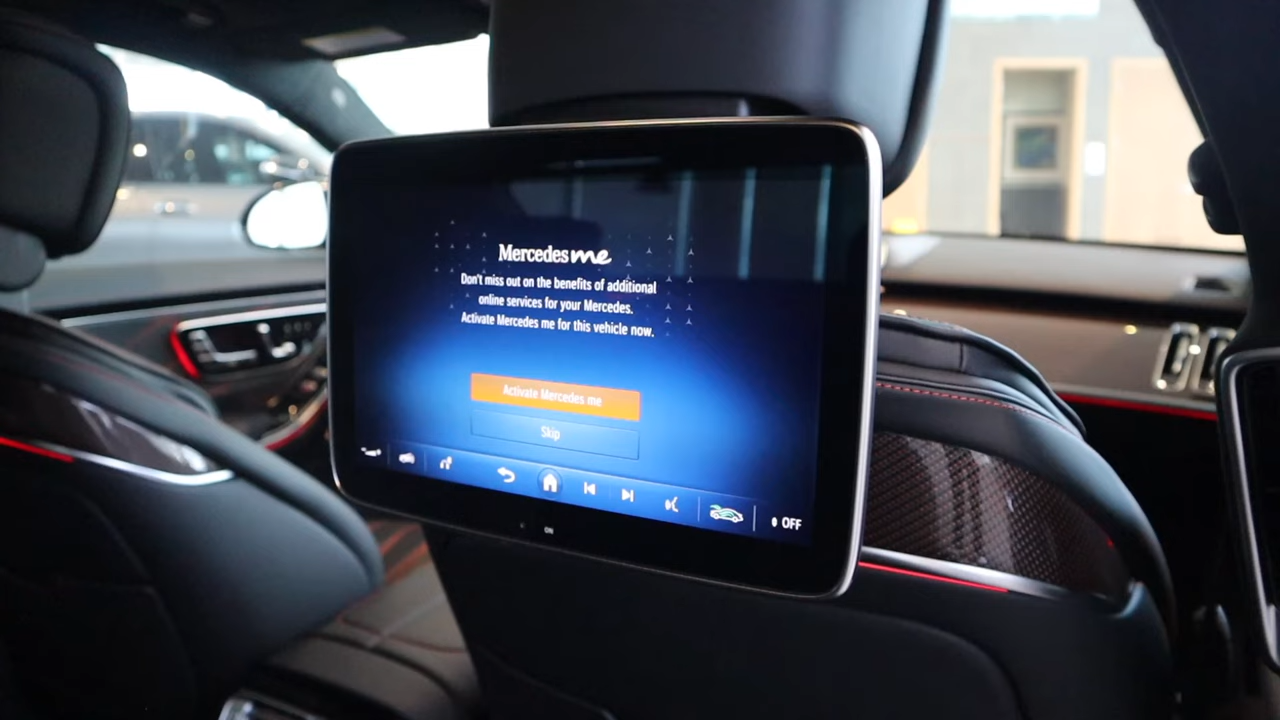 Mercedes me
Don't miss out on the benefits of additional
online services for your Mercedes.
Activate Mercedes me for this vehicle now.
Activate Mercedes me
Skip
OFF
ON